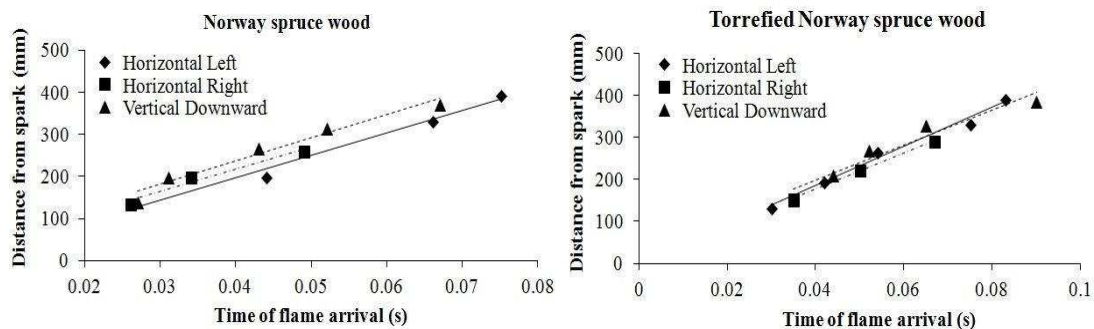 Norway spruce wood
Distance from spark (mm)
500
400
300
200
100
0
Horizontal Left
Horizontal Right
Vertical Downward
0.02 0.03 0.04 0.05 0.06 0.07 0.08
Time of flame arrival (s)
Torrefied Norway spruce wood
Distance from spark (mm)
500
400
300
200
100
0
Horizontal Left
Horizontal Right
Vertical Downward
0 0.02 0.04 0.06 0.08 0.1
Time of flame arrival (s)